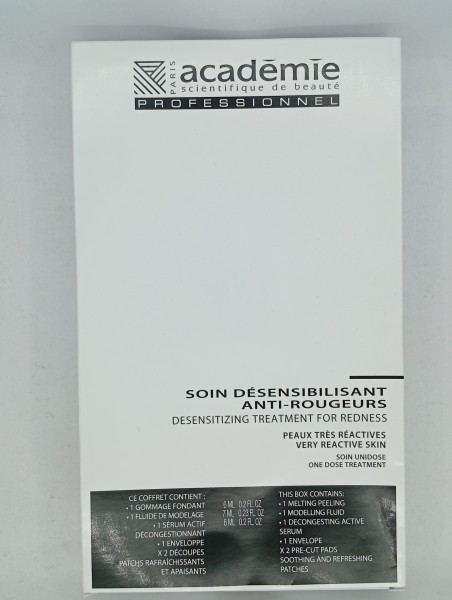 PARIS
académie
scientifique de beauté
PROFESSIONNEL
SOIN DÉSENSIBILISANT
ANTI-ROUGEURS
DESENSITIZING TREATMENT FOR REDNESS
PEAUX TRÈS RÉACTIVES
VERY REACTIVE SKIN
SOIN UNIDOSE
ONE DOSE TREATMENT
CE COFFRET CONTIENT :
• 1 GOMMAGE FONDANT
• 1 FLUIDE DE MODELAGE
• 1 SÉRUM ACTIF
DÉCONGESTIONNANT
• 1 ENVELOPPE
X 2 DÉCOUPES
PATCHS RAFRAÎCHISSANTS
ET APAISANTS
6 ML 0.2 FL OZ
7 ML 0.23 FL OZ
6 ML 0.2 FL OZ
THIS BOX CONTAINS:
• 1 MELTING PEELING
• 1 MODELLING FLUID
• 1 DECONGESTING ACTIVE
SERUM
• 1 ENVELOPE
X 2 PRE-CUT PADS
SOOTHING AND REFRESHING
PATCHES